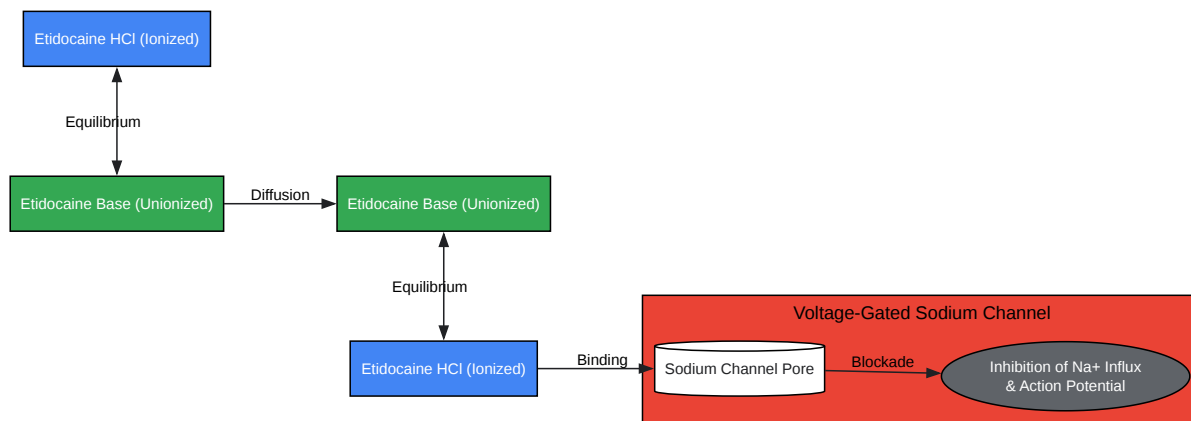 Etidocaine HCl (Ionized)
Equilibrium
Etidocaine Base (Unionized)
Diffusion
Etidocaine Base (Unionized)
Equilibrium
Etidocaine HCl (Ionized)
Binding
Voltage-Gated Sodium Channel
Sodium Channel Pore
Blockade
Inhibition of Na+ Influx
& Action Potential